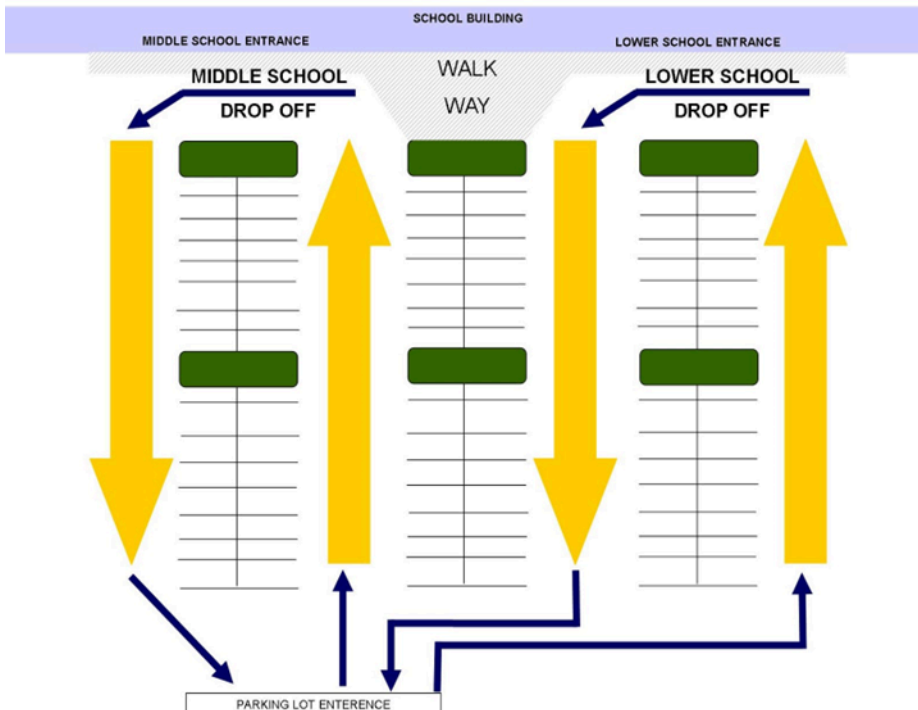 SCHOOL BUILDING
MIDDLE SCHOOL ENTRANCE
LOWER SCHOOL ENTRANCE
MIDDLE SCHOOL
DROP OFF
WALK
WAY
LOWER SCHOOL
DROP OFF
PARKING LOT ENTERENCE